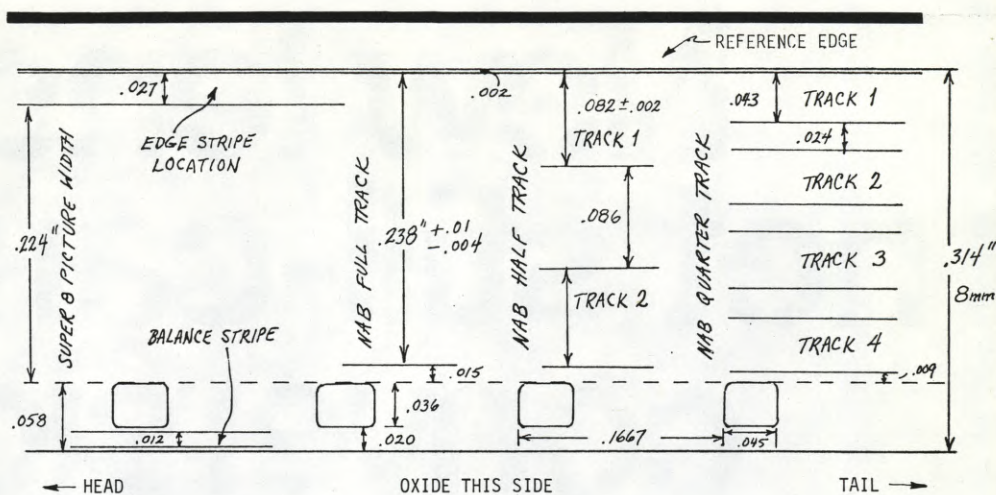 REFERENCE EDGE
.027
EDGE STRIPE
LOCATION
.224"
SUPER 8 PICTURE WIDTH
BALANCE STRIPE
.058
.012
NAB FULL TRACK
.238" +.01
-.004
.015
.036
.020
.002
NAB HALF TRACK
.082 ± .002
TRACK 1
.086
TRACK 2
.1667
NAB QUARTER TRACK
.043
TRACK 1
.024
TRACK 2
TRACK 3
TRACK 4
.009
.045
.314"
8mm
← HEAD
OXIDE THIS SIDE
TAIL →